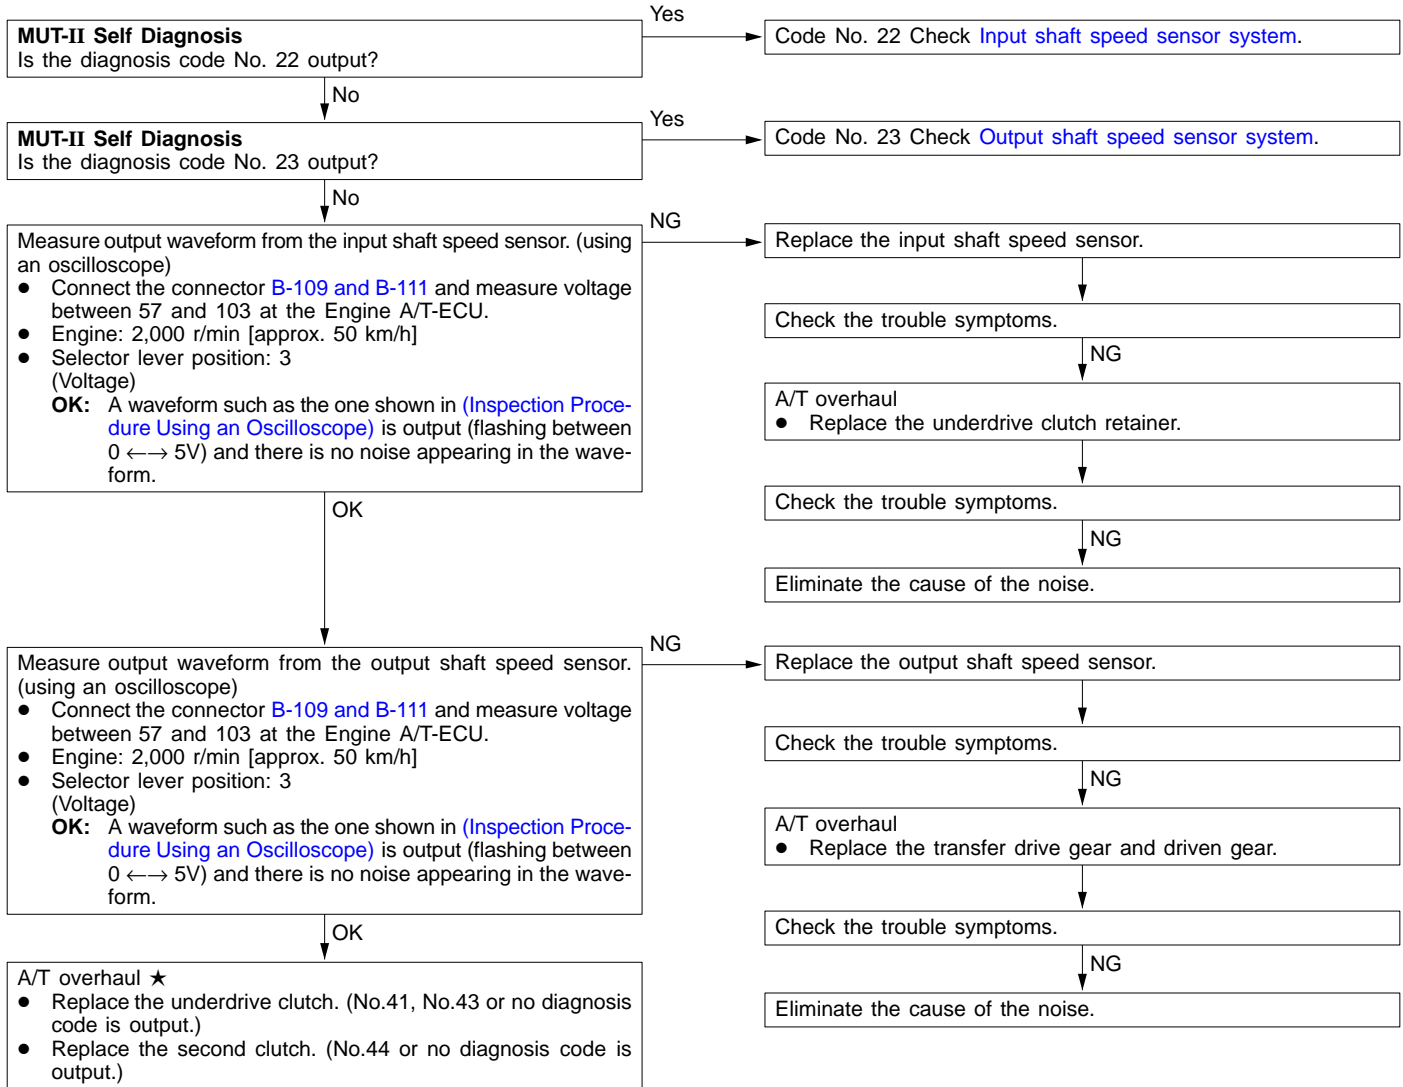 Yes
MUT-II Self Diagnosis
Is the diagnosis code No. 22 output?
Code No. 22 Check Input shaft speed sensor system.
No
Yes
MUT-II Self Diagnosis
Is the diagnosis code No. 23 output?
Code No. 23 Check Output shaft speed sensor system.
No
NG
Measure output waveform from the input shaft speed sensor. (using
an oscilloscope)
● Connect the connector B-109 and B-111 and measure voltage
between 57 and 103 at the Engine A/T-ECU.
● Engine: 2,000 r/min [approx. 50 km/h]
● Selector lever position: 3
(Voltage)
OK: A waveform such as the one shown in (Inspection Proce-
dure Using an Oscilloscope) is output (flashing between
0 ←→ 5V) and there is no noise appearing in the wave-
form.
Replace the input shaft speed sensor.
Check the trouble symptoms.
NG
A/T overhaul
● Replace the underdrive clutch retainer.
Check the trouble symptoms.
NG
Eliminate the cause of the noise.
OK
NG
Measure output waveform from the output shaft speed sensor.
(using an oscilloscope)
● Connect the connector B-109 and B-111 and measure voltage
between 57 and 103 at the Engine A/T-ECU.
● Engine: 2,000 r/min [approx. 50 km/h]
● Selector lever position: 3
(Voltage)
OK: A waveform such as the one shown in (Inspection Proce-
dure Using an Oscilloscope) is output (flashing between
0 ←→ 5V) and there is no noise appearing in the wave-
form.
Replace the output shaft speed sensor.
Check the trouble symptoms.
NG
A/T overhaul
● Replace the transfer drive gear and driven gear.
Check the trouble symptoms.
NG
Eliminate the cause of the noise.
OK
A/T overhaul ★
● Replace the underdrive clutch. (No.41, No.43 or no diagnosis
code is output.)
● Replace the second clutch. (No.44 or no diagnosis code is
output.)